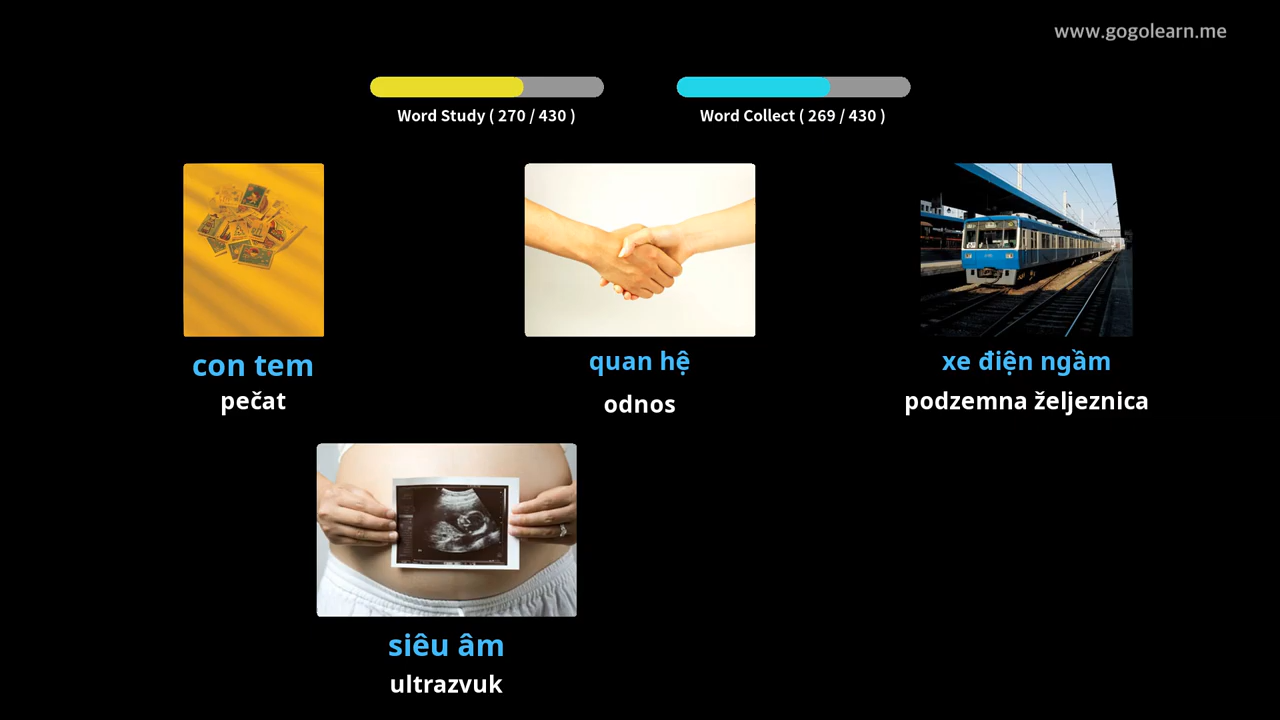 www.gogolearn.me
Word Study ( 270 / 430 )
Word Collect ( 269 / 430 )
con tem
pečat
quan hệ
odnos
xe điện ngầm
podzemna željeznica
siêu âm
ultrazvuk